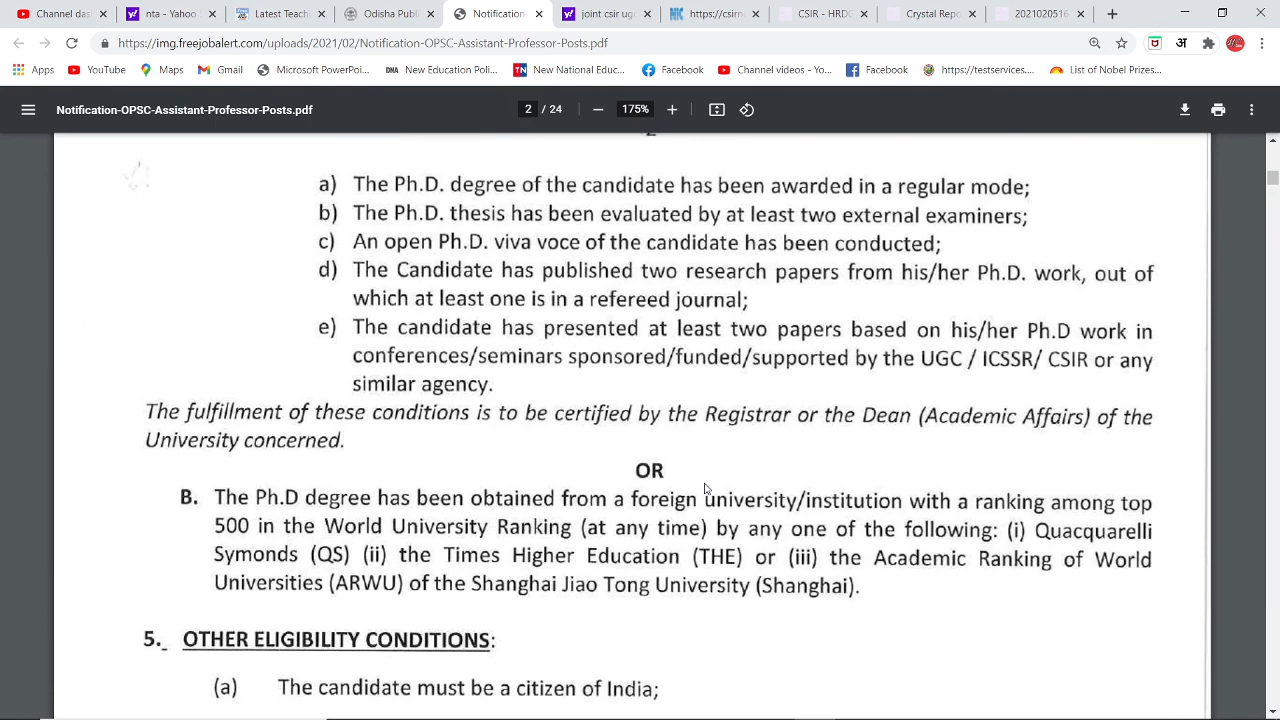 Channel das
nta - Yahoo
Latest Teach
Odisha Publi
Notification-
joint csir ugc
https://csirne
CSIR - HRDG
Crystal Repo
2021020516
https://img.freejobalert.com/uploads/2021/02/Notification-OPSC-Assistant-Professor-Posts.pdf
अ
Apps
YouTube
Maps
Gmail
Microsoft PowerPoi...
DNA New Education Poli...
TN New National Educ...
Facebook
Channel videos - Yo...
Facebook
https://testservices....
List of Nobel Prizes...
Notification-OPSC-Assistant-Professor-Posts.pdf
2 / 24
175%
a) The Ph.D. degree of the candidate has been awarded in a regular mode;
b) The Ph.D. thesis has been evaluated by at least two external examiners;
c) An open Ph.D. viva voce of the candidate has been conducted;
d) The Candidate has published two research papers from his/her Ph.D. work, out of
which at least one is in a refereed journal;
e) The candidate has presented at least two papers based on his/her Ph.D work in
conferences/seminars sponsored/funded/supported by the UGC / ICSSR/ CSIR or any
similar agency.
The fulfillment of these conditions is to be certified by the Registrar or the Dean (Academic Affairs) of the
University concerned.
OR
B. The Ph.D degree has been obtained from a foreign university/institution with a ranking among top
500 in the World University Ranking (at any time) by any one of the following: (i) Quacquarelli
Symonds (QS) (ii) the Times Higher Education (THE) or (iii) the Academic Ranking of World
Universities (ARWU) of the Shanghai Jiao Tong University (Shanghai).
5. OTHER ELIGIBILITY CONDITIONS:
(a) The candidate must be a citizen of India;